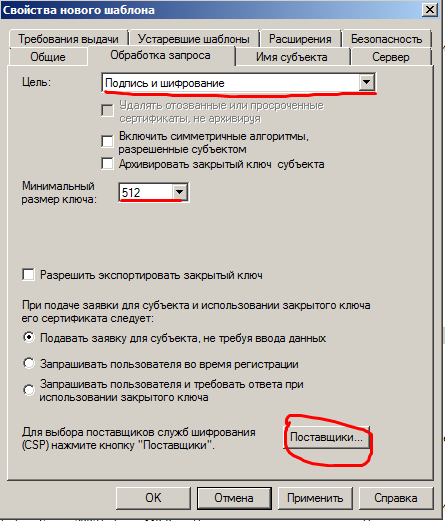 Свойства нового шаблона
Требования выдачи Устаревшие шаблоны Расширения Безопасность
Общие Обработка запроса Имя субъекта Сервер
Цель: Подпись и шифрование
Удалять отозванные или просроченные
сертификаты, не архивируя
Включить симметричные алгоритмы,
разрешенные субъектом
Архивировать закрытый ключ субъекта
Минимальный
размер ключа: 512
Разрешить экспортировать закрытый ключ
При подаче заявки для субъекта и использовании закрытого ключа
его сертификата следует:
Подавать заявку для субъекта, не требуя ввода данных
Запрашивать пользователя во время регистрации
Запрашивать пользователя и требовать ответа при
использовании закрытого ключа
Для выбора поставщиков служб шифрования
(CSP) нажмите кнопку "Поставщики".
Поставщики...
ОК Отмена Применить Справка